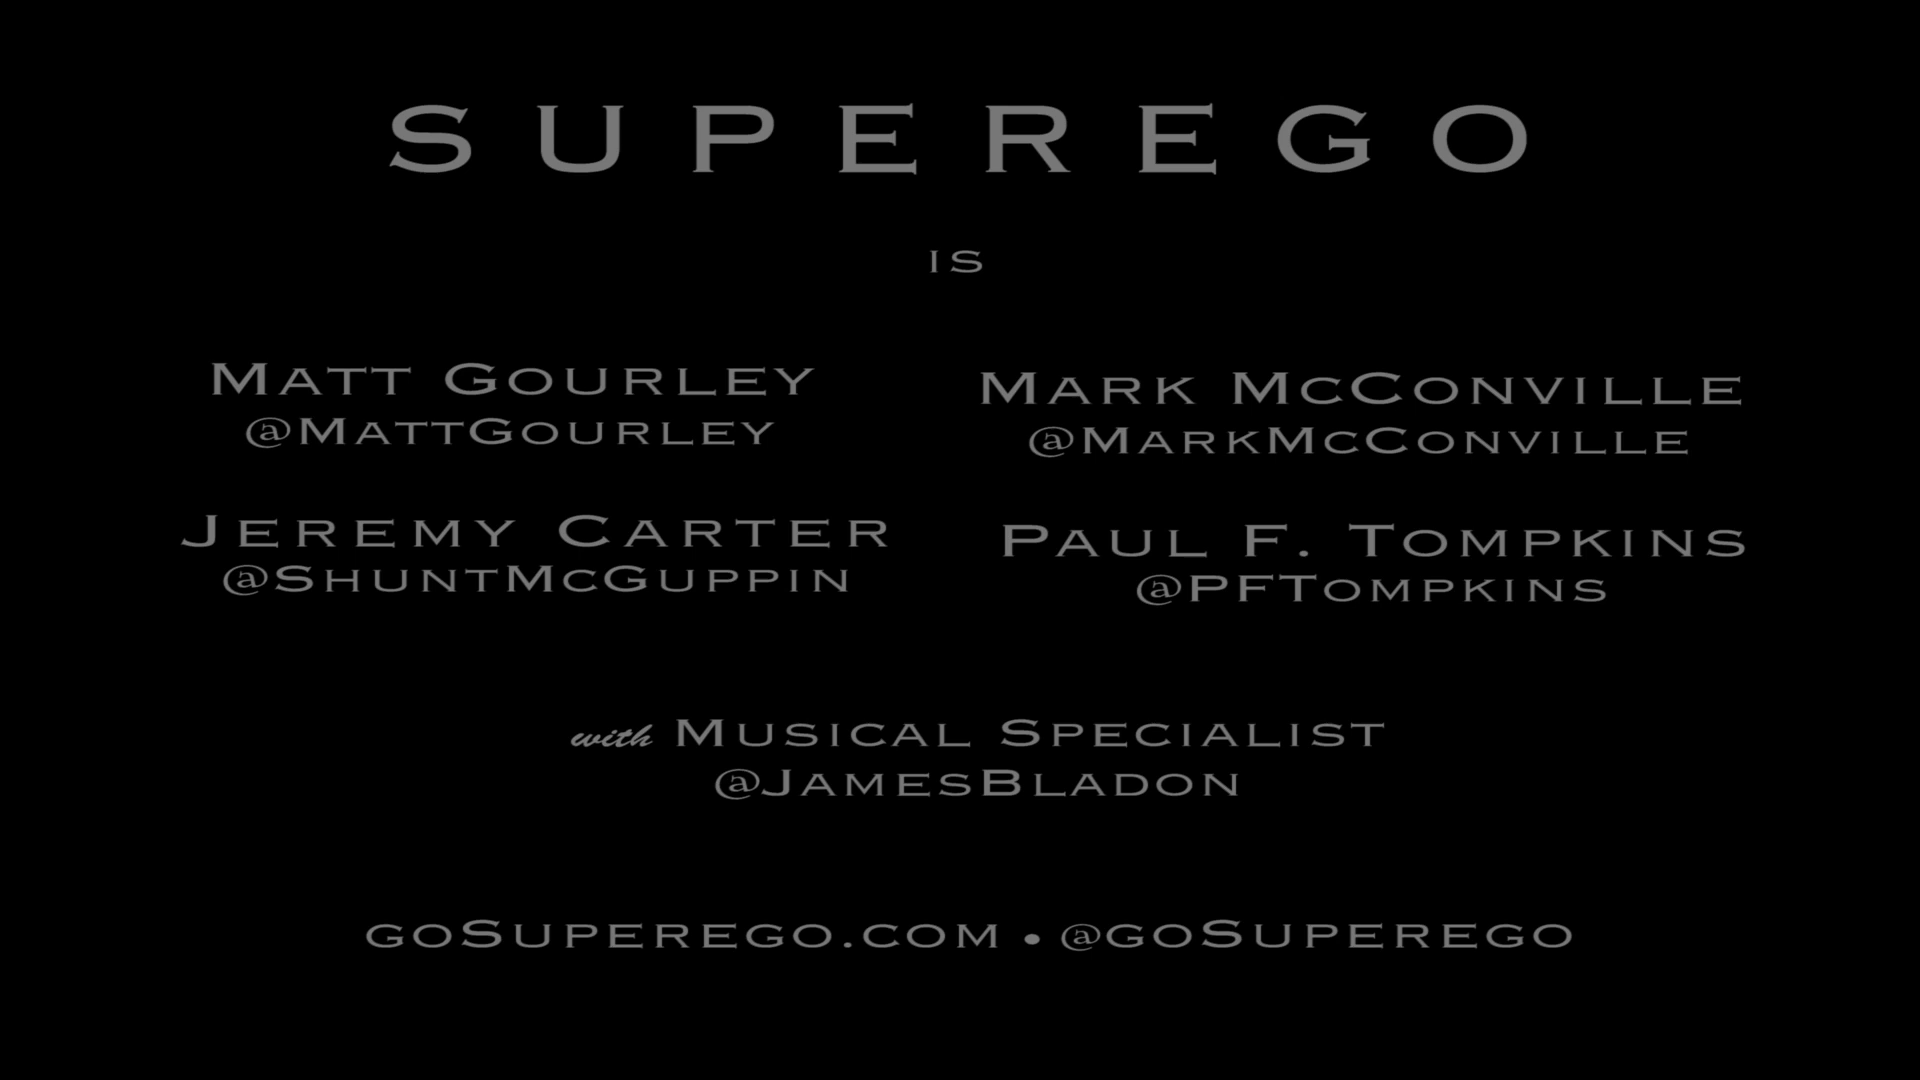 SUPEREGO
IS
MATT GOURLEY
@MATTGOURLEY
MARK MCCONVILLE
@MARKMCCONVILLE
JEREMY CARTER
@SHUNTMCGUPPIN
PAUL F. TOMPKINS
@PFTOMPKINS
with MUSICAL SPECIALIST
@JAMESBLADON
GOSUPEREGO.COM • @GOSUPEREGO